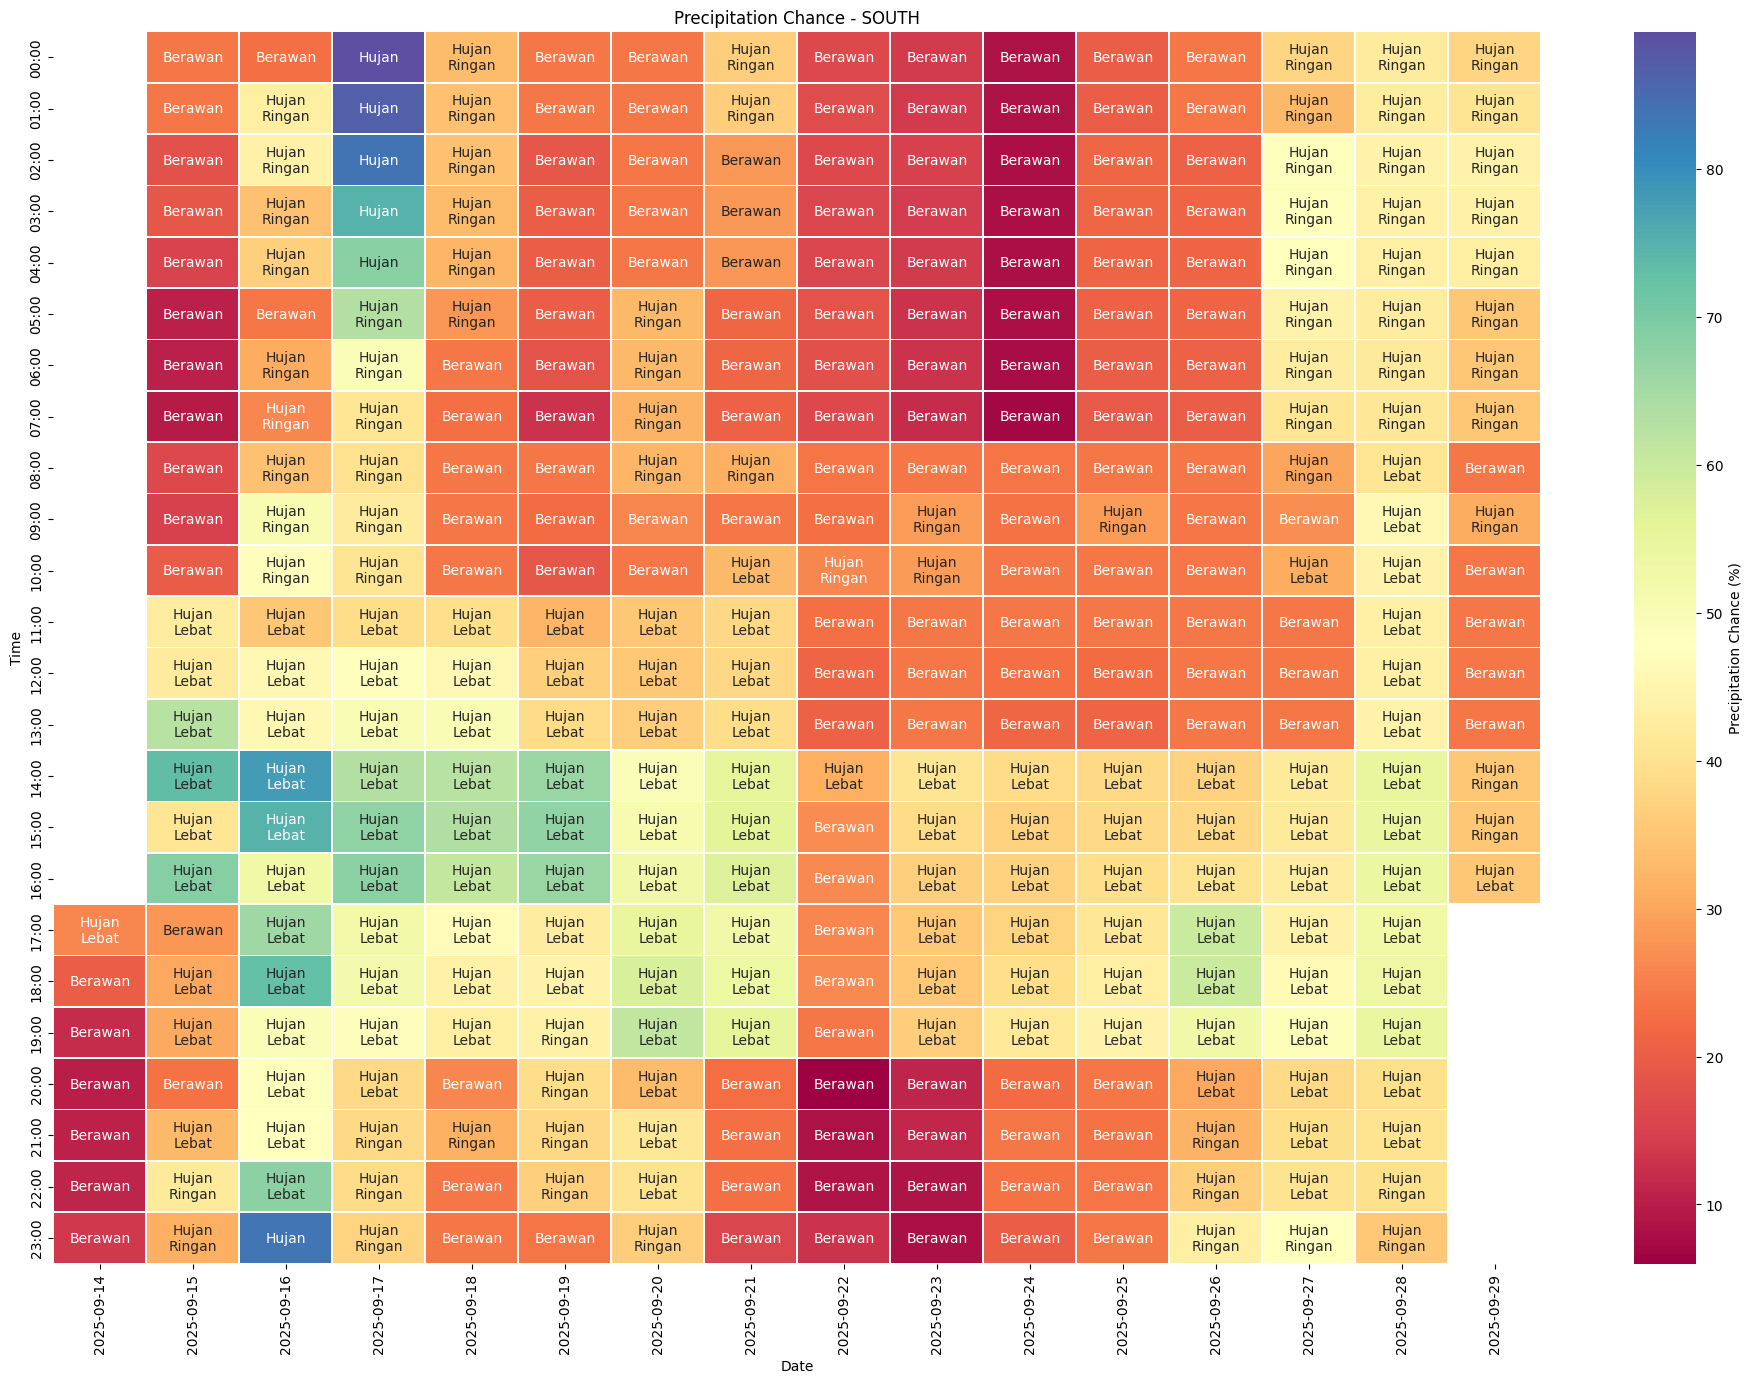 Precipitation Chance - SOUTH
Time
00:00 Berawan Berawan Hujan Hujan Ringan Berawan Berawan Hujan Ringan Berawan Berawan Berawan Berawan Berawan Hujan Ringan Hujan Ringan Hujan Ringan
01:00 Berawan Hujan Ringan Hujan Hujan Ringan Berawan Berawan Hujan Ringan Berawan Berawan Berawan Berawan Berawan Hujan Ringan Hujan Ringan Hujan Ringan
02:00 Berawan Hujan Ringan Hujan Hujan Ringan Berawan Berawan Berawan Berawan Berawan Berawan Berawan Berawan Hujan Ringan Hujan Ringan Hujan Ringan
03:00 Berawan Hujan Ringan Hujan Hujan Ringan Berawan Berawan Berawan Berawan Berawan Berawan Berawan Berawan Hujan Ringan Hujan Ringan Hujan Ringan
04:00 Berawan Hujan Ringan Hujan Hujan Ringan Berawan Berawan Berawan Berawan Berawan Berawan Berawan Berawan Hujan Ringan Hujan Ringan Hujan Ringan
05:00 Berawan Berawan Hujan Ringan Hujan Ringan Berawan Hujan Ringan Berawan Berawan Berawan Berawan Berawan Berawan Hujan Ringan Hujan Ringan Hujan Ringan
06:00 Berawan Hujan Ringan Hujan Ringan Berawan Berawan Hujan Ringan Berawan Berawan Berawan Berawan Berawan Berawan Hujan Ringan Hujan Ringan Hujan Ringan
07:00 Berawan Hujan Ringan Hujan Ringan Berawan Berawan Hujan Ringan Berawan Berawan Berawan Berawan Berawan Berawan Hujan Ringan Hujan Ringan Hujan Ringan
08:00 Berawan Hujan Ringan Hujan Ringan Berawan Berawan Hujan Ringan Hujan Ringan Berawan Berawan Berawan Berawan Berawan Hujan Ringan Hujan Lebat Berawan
09:00 Berawan Hujan Ringan Hujan Ringan Berawan Berawan Berawan Berawan Berawan Hujan Ringan Berawan Hujan Ringan Berawan Berawan Hujan Lebat Hujan Ringan
10:00 Berawan Hujan Ringan Hujan Ringan Berawan Berawan Berawan Hujan Lebat Hujan Ringan Hujan Ringan Berawan Berawan Berawan Hujan Lebat Hujan Lebat Berawan
11:00 Hujan Lebat Hujan Lebat Hujan Lebat Hujan Lebat Hujan Lebat Hujan Lebat Hujan Lebat Berawan Berawan Berawan Berawan Berawan Berawan Hujan Lebat Berawan
12:00 Hujan Lebat Hujan Lebat Hujan Lebat Hujan Lebat Hujan Lebat Hujan Lebat Hujan Lebat Berawan Berawan Berawan Berawan Berawan Berawan Hujan Lebat Berawan
13:00 Hujan Lebat Hujan Lebat Hujan Lebat Hujan Lebat Hujan Lebat Hujan Lebat Hujan Lebat Berawan Berawan Berawan Berawan Berawan Berawan Hujan Lebat Berawan
14:00 Hujan Lebat Hujan Lebat Hujan Lebat Hujan Lebat Hujan Lebat Hujan Lebat Hujan Lebat Hujan Lebat Hujan Lebat Hujan Lebat Hujan Lebat Hujan Lebat Hujan Lebat Hujan Lebat Hujan Ringan
15:00 Hujan Lebat Hujan Lebat Hujan Lebat Hujan Lebat Hujan Lebat Hujan Lebat Hujan Lebat Berawan Hujan Lebat Hujan Lebat Hujan Lebat Hujan Lebat Hujan Lebat Hujan Lebat Hujan Ringan
16:00 Hujan Lebat Hujan Lebat Hujan Lebat Hujan Lebat Hujan Lebat Hujan Lebat Hujan Lebat Berawan Hujan Lebat Hujan Lebat Hujan Lebat Hujan Lebat Hujan Lebat Hujan Lebat Hujan Lebat
17:00 Hujan Lebat Berawan Hujan Lebat Hujan Lebat Hujan Lebat Hujan Lebat Hujan Lebat Hujan Lebat Berawan Hujan Lebat Hujan Lebat Hujan Lebat Hujan Lebat Hujan Lebat Hujan Lebat
18:00 Berawan Hujan Lebat Hujan Lebat Hujan Lebat Hujan Lebat Hujan Lebat Hujan Lebat Hujan Lebat Berawan Hujan Lebat Hujan Lebat Hujan Lebat Hujan Lebat Hujan Lebat Hujan Lebat
19:00 Berawan Hujan Lebat Hujan Lebat Hujan Lebat Hujan Lebat Hujan Ringan Hujan Lebat Hujan Lebat Berawan Hujan Lebat Hujan Lebat Hujan Lebat Hujan Lebat Hujan Lebat Hujan Lebat
20:00 Berawan Berawan Hujan Lebat Hujan Lebat Berawan Hujan Ringan Hujan Lebat Berawan Berawan Berawan Berawan Berawan Hujan Lebat Hujan Lebat Hujan Lebat
21:00 Berawan Hujan Lebat Hujan Lebat Hujan Ringan Hujan Ringan Hujan Ringan Hujan Lebat Berawan Berawan Berawan Berawan Berawan Hujan Ringan Hujan Lebat Hujan Lebat
22:00 Berawan Hujan Ringan Hujan Lebat Hujan Ringan Berawan Hujan Ringan Hujan Lebat Berawan Berawan Berawan Berawan Berawan Hujan Ringan Hujan Lebat Hujan Ringan
23:00 Berawan Hujan Ringan Hujan Hujan Ringan Berawan Berawan Hujan Ringan Berawan Berawan Berawan Berawan Berawan Hujan Ringan Hujan Ringan Hujan Ringan
2025-09-14 2025-09-15 2025-09-16 2025-09-17 2025-09-18 2025-09-19 2025-09-20 2025-09-21 2025-09-22 2025-09-23 2025-09-24 2025-09-25 2025-09-26 2025-09-27 2025-09-28 2025-09-29
Date
80
70
60
50
40
30
20
10
Precipitation Chance (%)